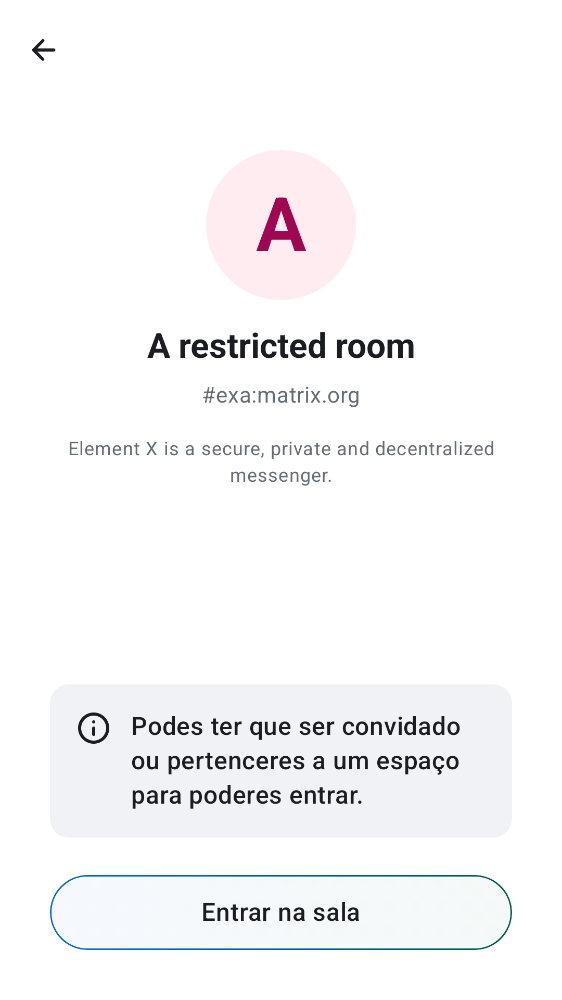 A
A restricted room
#exa:matrix.org
Element X is a secure, private and decentralized
messenger.
Podes ter que ser convidado
ou pertenceres a um espaço
para poderes entrar.
Entrar na sala